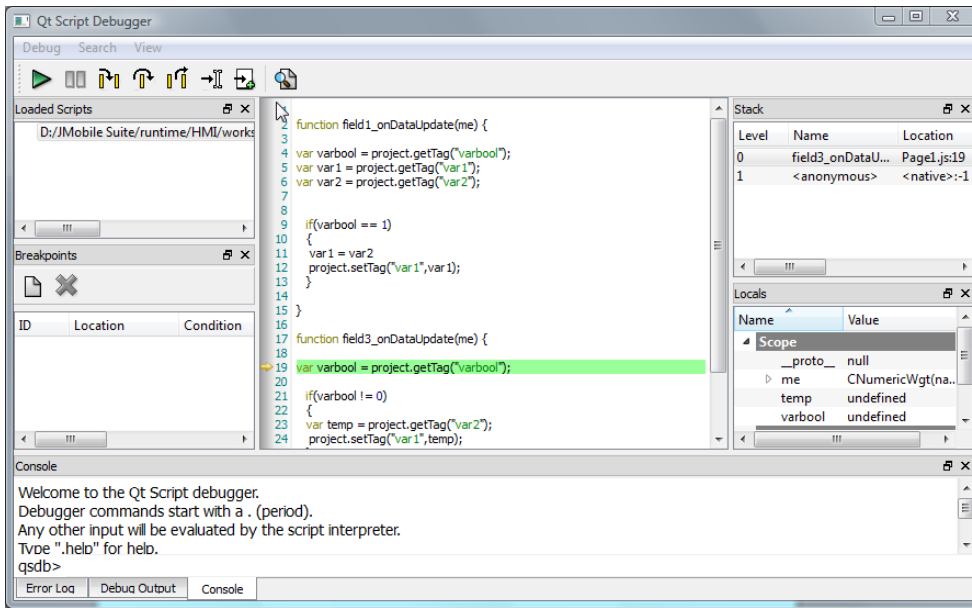 Qt Script Debugger
Debug Search View
Loaded Scripts
D:/JMobile Suite/runtime/HMI/works
Breakpoints
ID Location Condition
2 function field1_onDataUpdate(me) {
3
4 var varbool = project.getTag("varbool");
5 var var1 = project.getTag("var1");
6 var var2 = project.getTag("var2");
7
8
9 if(varbool == 1)
10 {
11 var1 = var2
12 project.setTag("var1",var1);
13 }
14
15 }
16
17 function field3_onDataUpdate(me) {
18
19 var varbool = project.getTag("varbool");
20
21 if(varbool != 0)
22 {
23 var temp = project.getTag("var2");
24 project.setTag("var1",temp);
Stack
Level Name Location
0 field3_onDataU... Page1.js:19
1 <anonymous> <native>:-1
Locals
Name Value
Scope
__proto__ null
me CNumericWgt(na..
temp undefined
varbool undefined
Console
Welcome to the Qt Script debugger.
Debugger commands start with a . (period).
Any other input will be evaluated by the script interpreter.
Type ".help" for help.
qsdb>
Error Log Debug Output Console